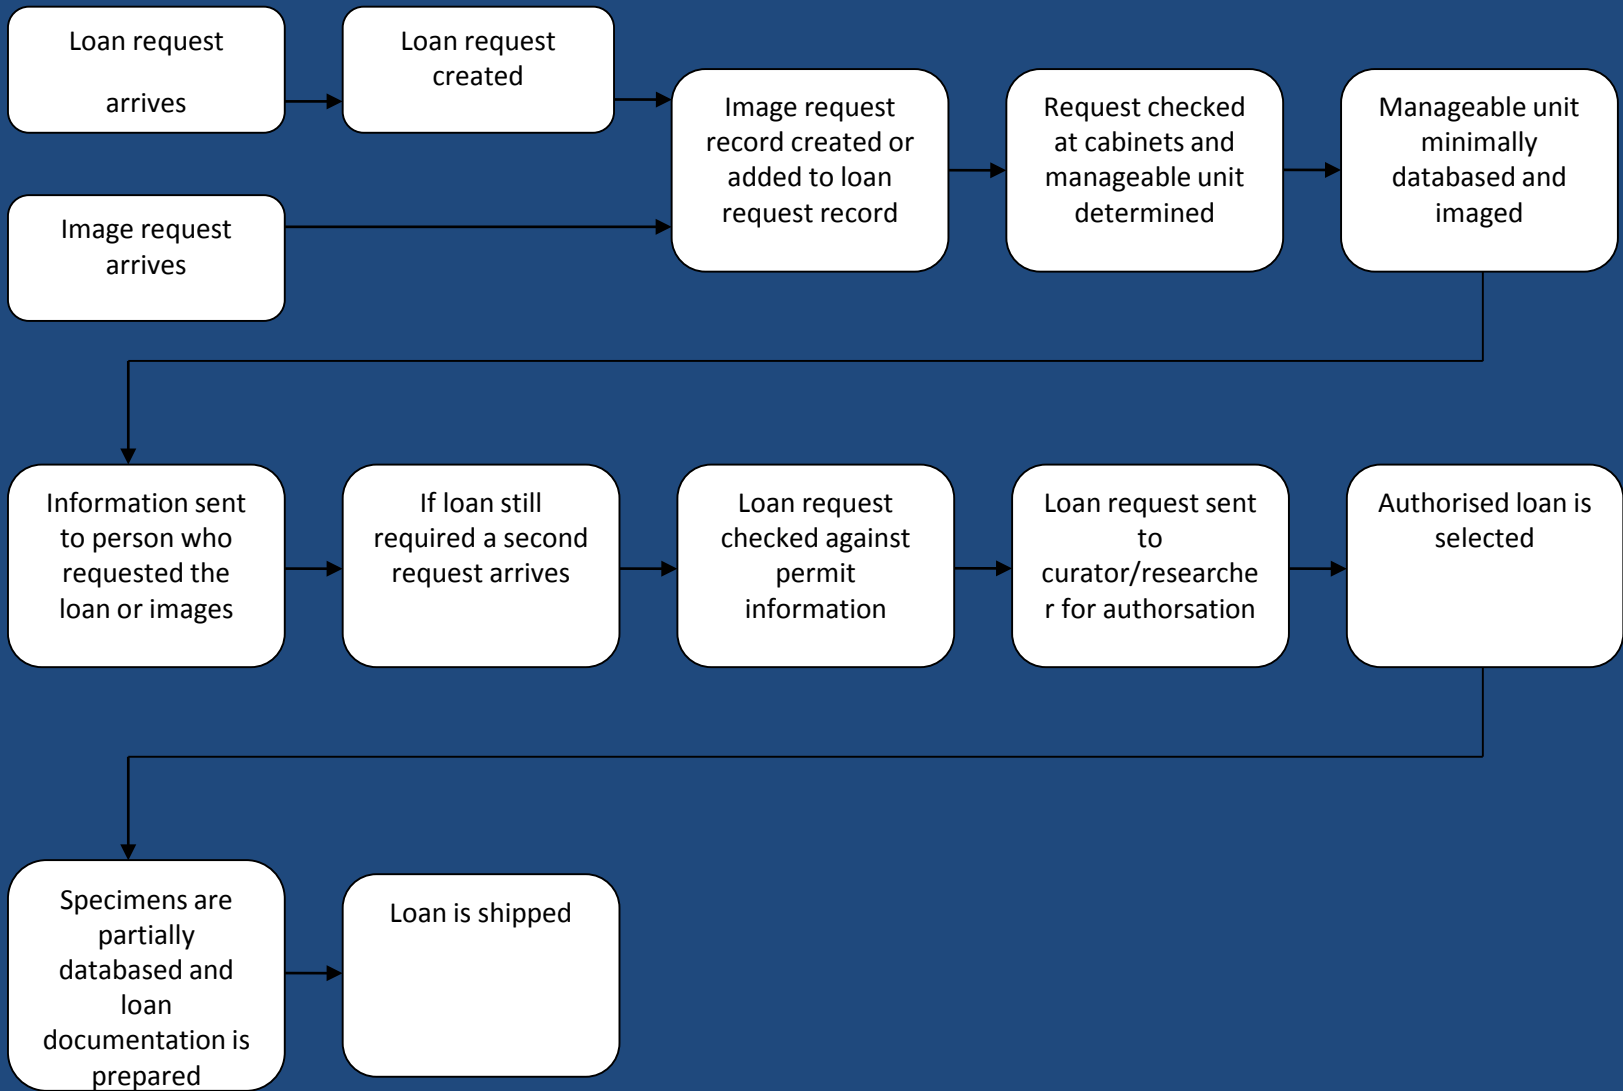 Loan request
arrives
Loan request
created
Image request
arrives
Image request
record created or
added to loan
request record
Request checked
at cabinets and
manageable unit
determined
Manageable unit
minimally
databased and
imaged
Information sent
to person who
requested the
loan or images
If loan still
required a second
request arrives
Loan request
checked against
permit
information
Loan request sent
to
curator/researche
r for authorsation
Authorised loan is
selected
Specimens are
partially
databased and
loan
documentation is
prepared
Loan is shipped